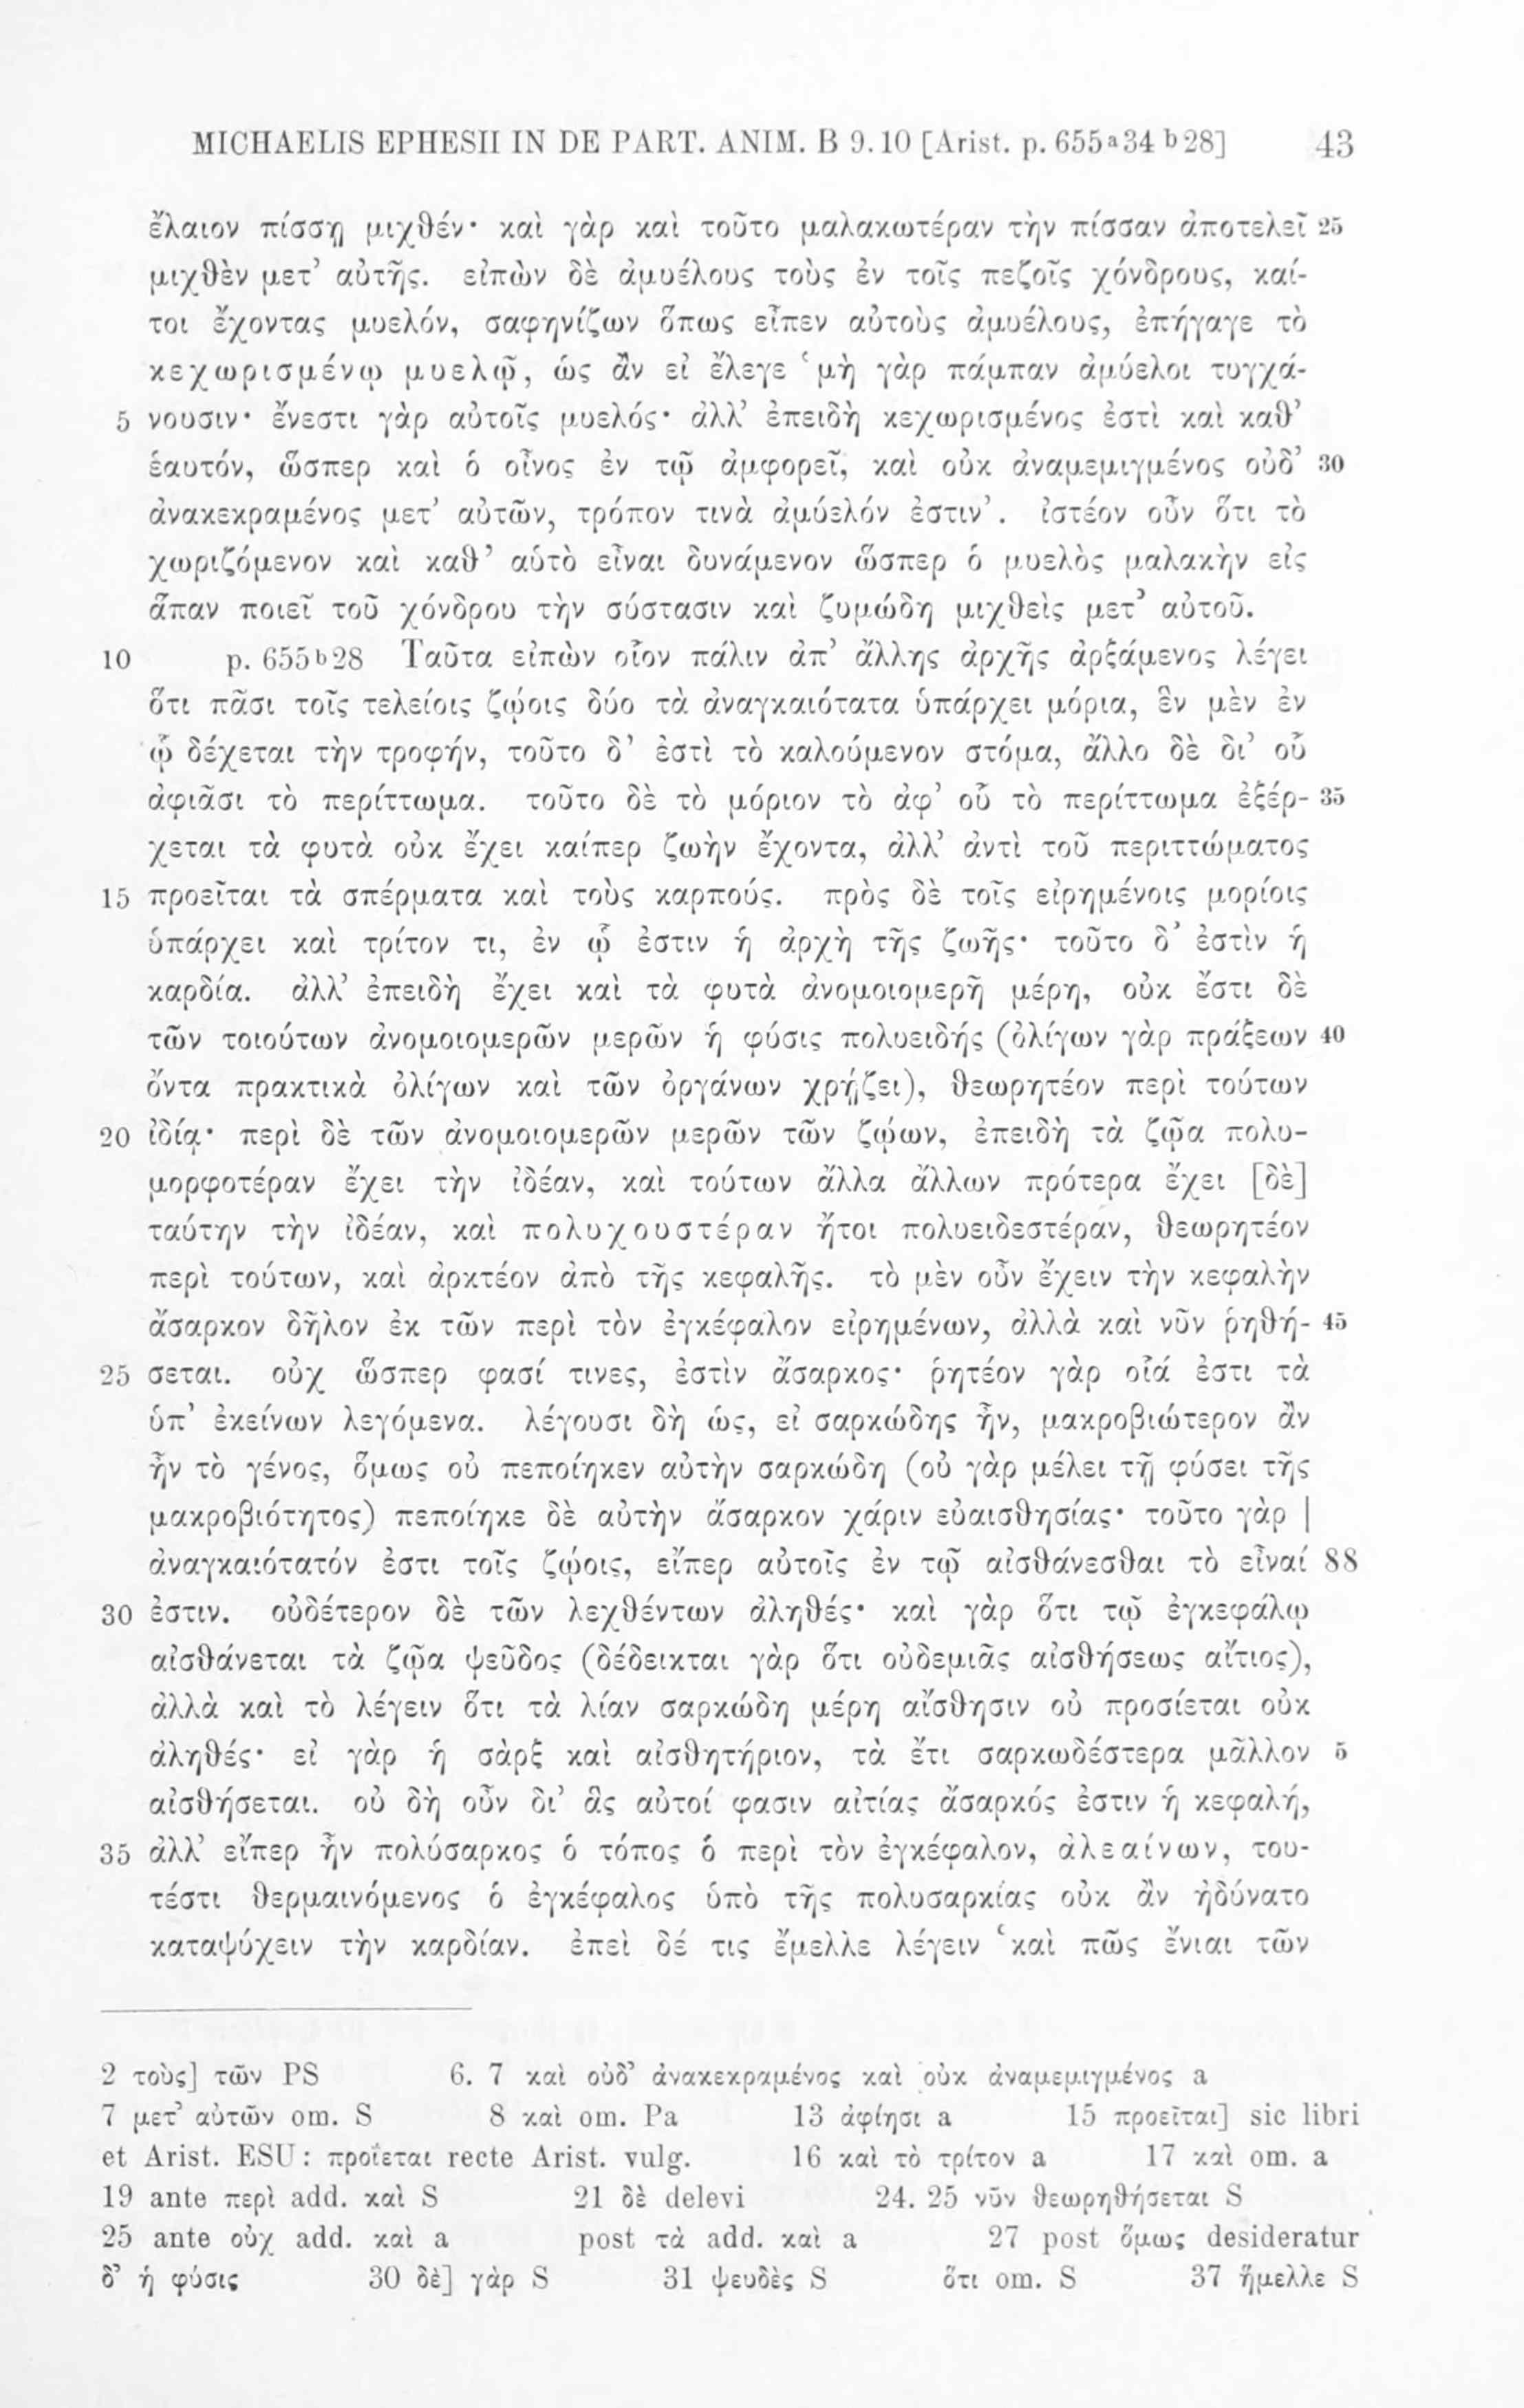 MICHAELIS EPHESII IN DE PART. ANIM. B 9.10 [Arist. p. 655a34 b28] 43
ἔλαιον πίσσῃ μιχθέν· καὶ γὰρ καὶ τοῦτο μαλακωτέραν τὴν πίσσαν ἀποτελεῖ 25
μιχθὲν μετ’ αὐτῆς. εἰπὼν δὲ ἀμυέλους τοὺς ἐν τοῖς πεζοῖς χόνδρους, καί-
τοι ἔχοντας μυελόν, σαφηνίζων ὅπως εἶπεν αὐτοὺς ἀμυέλους, ἐπήγαγε τὸ
κεχωρισμένῳ μυελῷ, ὡς ἂν εἰ ἔλεγε ‘μὴ γὰρ πάμπαν ἀμύελοι τυγχά-
5 νουσιν· ἔνεστι γὰρ αὐτοῖς μυελός· ἀλλ’ ἐπειδὴ κεχωρισμένος ἐστὶ καὶ καθ’
ἑαυτόν, ὥσπερ καὶ ὁ οἶνος ἐν τῷ ἀμφορεῖ, καὶ οὐκ ἀναμεμιγμένος οὐδ’ 30
ἀνακεκραμένος μετ’ αὐτῶν, τρόπον τινὰ ἀμύελόν ἐστιν’. ἰστέον οὖν ὅτι τὸ
χωριζόμενον καὶ καθ’ αὑτὸ εἶναι δυνάμενον ὥσπερ ὁ μυελὸς μαλακὴν εἰς
ἅπαν ποιεῖ τοῦ χόνδρου τὴν σύστασιν καὶ ζυμώδη μιχθεὶς μετ’ αὐτοῦ.
10 p. 655b28 Ταῦτα εἰπὼν οἷον πάλιν ἀπ’ ἄλλης ἀρχῆς ἀρξάμενος λέγει
ὅτι πᾶσι τοῖς τελείοις ζῴοις δύο τὰ ἀναγκαιότατα ὑπάρχει μόρια, ἓν μὲν ἐν
ᾧ δέχεται τὴν τροφήν, τοῦτο δ’ ἐστὶ τὸ καλούμενον στόμα, ἄλλο δὲ δι’ οὗ
ἀφιᾶσι τὸ περίττωμα. τοῦτο δὲ τὸ μόριον τὸ ἀφ’ οὗ τὸ περίττωμα ἐξέρ- 35
χεται τὰ φυτὰ οὐκ ἔχει καίπερ ζωὴν ἔχοντα, ἀλλ’ ἀντὶ τοῦ περιττώματος
15 προεῖται τὰ σπέρματα καὶ τοὺς καρπούς. πρὸς δὲ τοῖς εἰρημένοις μορίοις
ὑπάρχει καὶ τρίτον τι, ἐν ᾧ ἐστιν ἡ ἀρχὴ τῆς ζωῆς· τοῦτο δ’ ἐστὶν ἡ
καρδία. ἀλλ’ ἐπειδὴ ἔχει καὶ τὰ φυτὰ ἀνομοιομερῆ μέρη, οὐκ ἔστι δὲ
τῶν τοιούτων ἀνομοιομερῶν μερῶν ἡ φύσις πολυειδής (ὀλίγων γὰρ πράξεων 40
ὄντα πρακτικὰ ὀλίγων καὶ τῶν ὀργάνων χρῄζει), θεωρητέον περὶ τούτων
20 ἰδίᾳ· περὶ δὲ τῶν ἀνομοιομερῶν μερῶν τῶν ζῴων, ἐπειδὴ τὰ ζῷα πολυ-
μορφοτέραν ἔχει τὴν ἰδέαν, καὶ τούτων ἄλλα ἄλλων πρότερα ἔχει [δὲ]
ταύτην τὴν ἰδέαν, καὶ πολυχουστέραν ἤτοι πολυειδεστέραν, θεωρητέον
περὶ τούτων, καὶ ἀρκτέον ἀπὸ τῆς κεφαλῆς. τὸ μὲν οὖν ἔχειν τὴν κεφαλὴν
ἄσαρκον δῆλον ἐκ τῶν περὶ τὸν ἐγκέφαλον εἰρημένων, ἀλλὰ καὶ νῦν ῥηθή- 45
25 σεται. οὐχ ὥσπερ φασί τινες, ἐστὶν ἄσαρκος· ῥητέον γὰρ οἷά ἐστι τὰ
ὑπ’ ἐκείνων λεγόμενα. λέγουσι δὴ ὡς, εἰ σαρκώδης ἦν, μακροβιώτερον ἂν
ἦν τὸ γένος, ὅμως οὐ πεποίηκεν αὐτὴν σαρκώδη (οὐ γὰρ μέλει τῇ φύσει τῆς
μακροβιότητος) πεποίηκε δὲ αὐτὴν ἄσαρκον χάριν εὐαισθησίας· τοῦτο γὰρ |
ἀναγκαιότατόν ἐστι τοῖς ζῴοις, εἴπερ αὐτοῖς ἐν τῷ αἰσθάνεσθαι τὸ εἶναί 88
30 ἐστιν. οὐδέτερον δὲ τῶν λεχθέντων ἀληθές· καὶ γὰρ ὅτι τῷ ἐγκεφάλῳ
αἰσθάνεται τὰ ζῷα ψεῦδος (δέδεικται γὰρ ὅτι οὐδεμιᾶς αἰσθήσεως αἴτιος),
ἀλλὰ καὶ τὸ λέγειν ὅτι τὰ λίαν σαρκώδη μέρη αἴσθησιν οὐ προσίεται οὐκ
ἀληθές· εἰ γὰρ ἡ σὰρξ καὶ αἰσθητήριον, τὰ ἔτι σαρκωδέστερα μᾶλλον 5
αἰσθήσεται. οὐ δὴ οὖν δι’ ἃς αὐτοί φασιν αἰτίας ἄσαρκός ἐστιν ἡ κεφαλή,
35 ἀλλ’ εἴπερ ἦν πολύσαρκος ὁ τόπος ὁ περὶ τὸν ἐγκέφαλον, ἀλεαίνων, του-
τέστι θερμαινόμενος ὁ ἐγκέφαλος ὑπὸ τῆς πολυσαρκίας οὐκ ἂν ἠδύνατο
καταψύχειν τὴν καρδίαν. ἐπεὶ δέ τις ἔμελλε λέγειν ‘καὶ πῶς ἔνιαι τῶν
2 τοὺς] τῶν PS 6. 7 καὶ οὐδ’ ἀνακεκραμένος καὶ οὐκ ἀναμεμιγμένος a
7 μετ’ αὐτῶν om. S 8 καὶ om. Pa 13 ἀφίησι a 15 προεῖται] sic libri
et Arist. ESU: προΐεται recte Arist. vulg. 16 καὶ τὸ τρίτον a 17 καὶ om. a
19 ante περὶ add. καὶ S 21 δὲ delevi 24. 25 νῦν θεωρηθήσεται S
25 ante οὐχ add. καὶ a post τὰ add. καὶ a 27 post ὅμως desideratur
δ’ ἡ φύσις 30 δὲ] γὰρ S 31 ψευδὲς S ὅτι om. S 37 ἤμελλε S